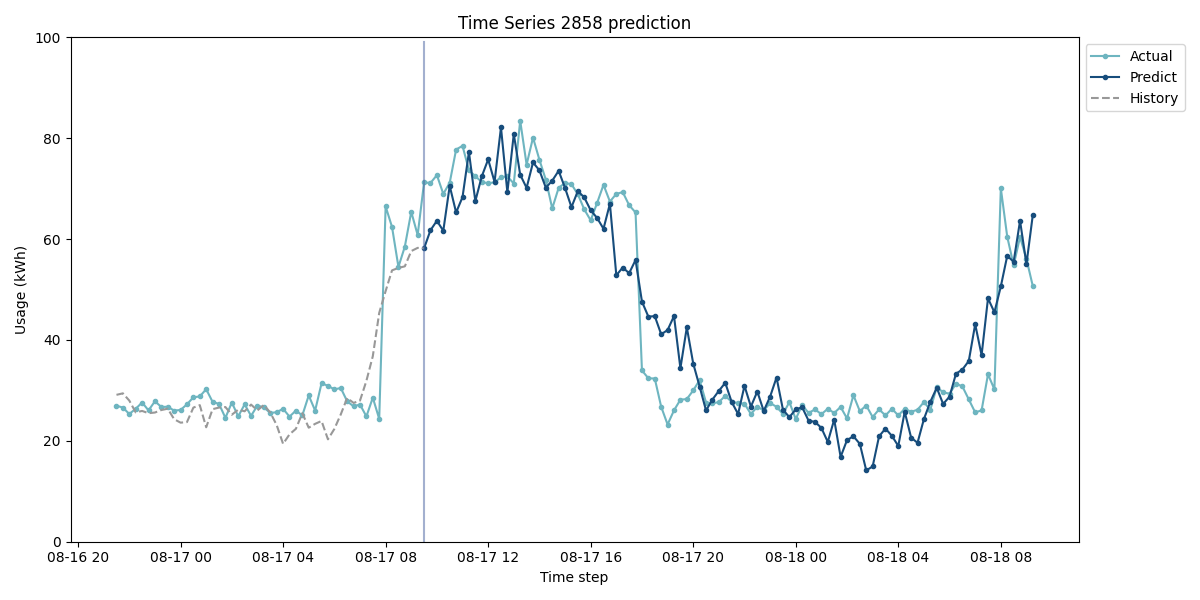 Time Series 2858 prediction
100
80
60
40
20
0
Usage (kWh)
08-16 20
08-17 00
08-17 04
08-17 08
08-17 12
08-17 16
08-17 20
08-18 00
08-18 04
08-18 08
Time step
Actual
Predict
History